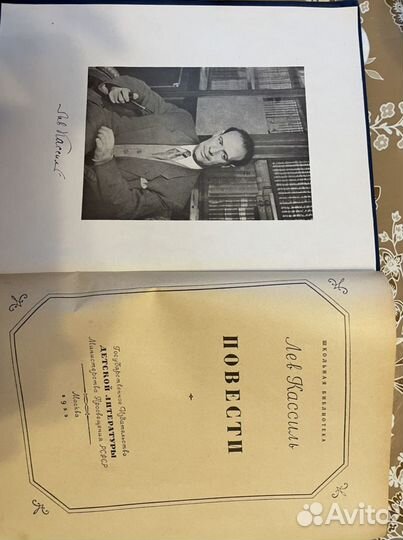 Лев Кассиль
ШКОЛЬНАЯ БИБЛИОТЕКА
Лев Кассиль
ПОВЕСТИ
Государственное Издательство
ДЕТСКОЙ ЛИТЕРАТУРЫ
Министерства Просвещения РСФСР
Москва
Avito